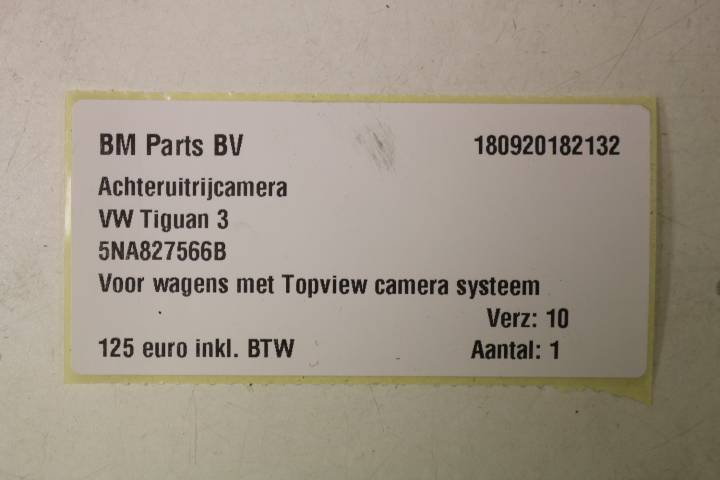 BM Parts BV 180920182132
Achteruitrijcamera
VW Tiguan 3
5NA827566B
Voor wagens met Topview camera systeem
Verz: 10
125 euro inkl. BTW Aantal: 1